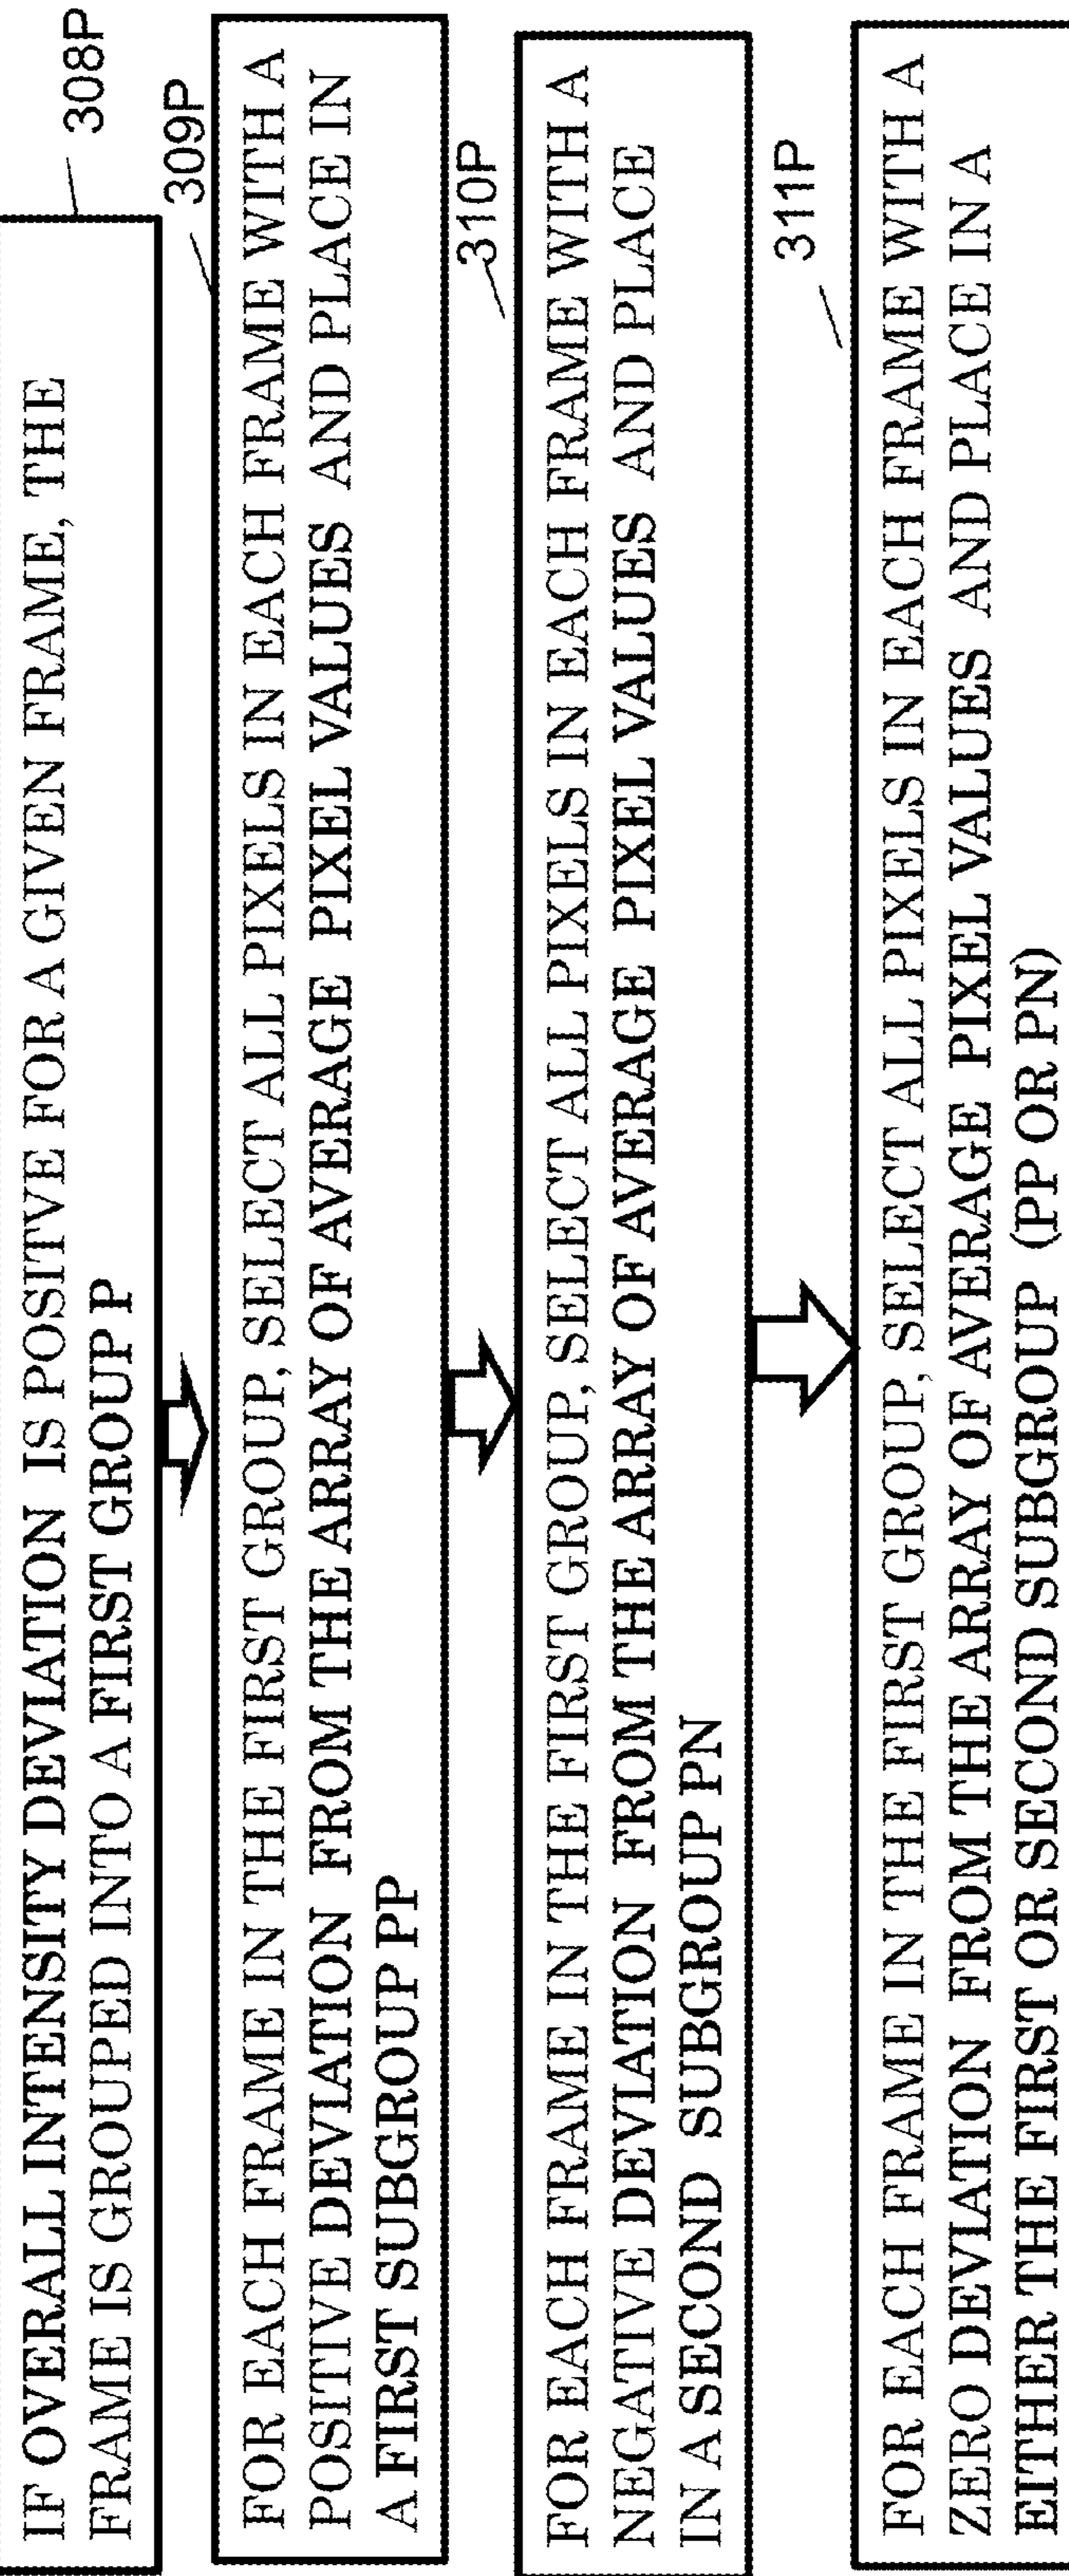 308P
IF OVERALL INTENSITY DEVIATION IS POSITVE FOR A GIVEN FRAME, THE
FRAME IS GROUPED INTO A FIRST GROUP P
309P
FOR EACH FRAME IN THE FIRST GROUP, SELECT ALL PIXELS IN EACH FRAME WITH A
POSITIVE DEVIATION FROM THE ARRAY OF AVERAGE PIXEL VALUES AND PLACE IN
A FIRST SUBGROUP PP
310P
FOR EACH FRAME IN THE FIRST GROUP, SELECT ALL PIXELS IN EACH FRAME WITH A
NEGATIVE DEVIATION FROM THE ARRAY OF AVERAGE PIXEL VALUES AND PLACE
IN A SECOND SUBGROUP PN
311P
FOR EACH FRAME IN THE FIRST GROUP, SELECT ALL PIXELS IN EACH FRAME WITH A
ZERO DEVIATION FROM THE ARRAY OF AVERAGE PIXEL VALUES AND PLACE IN A
EITHER THE FIRST OR SECOND SUBGROUP (PP OR PN)